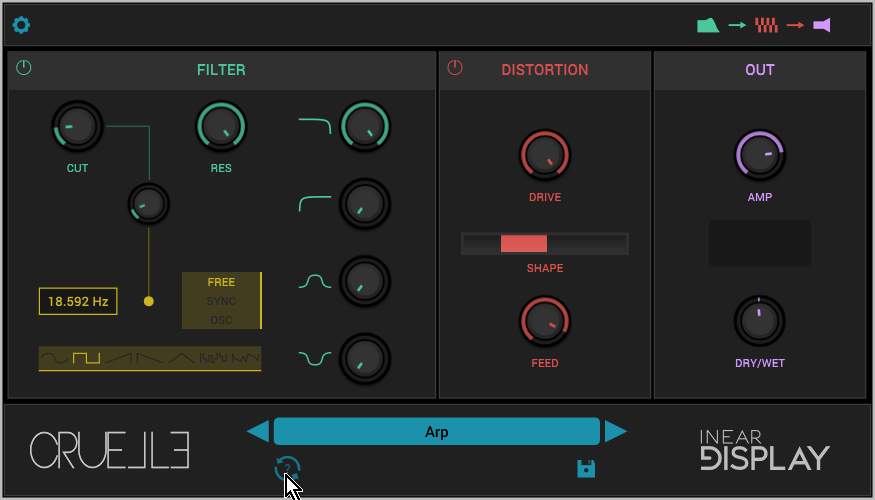 FILTER
DISTORTION
OUT
CUT
RES
DRIVE
AMP
18.592 Hz
FREE
SYNC
OSC
SHAPE
FEED
DRY/WET
CRUELLE
Arp
?
INEAR
DISPLAY